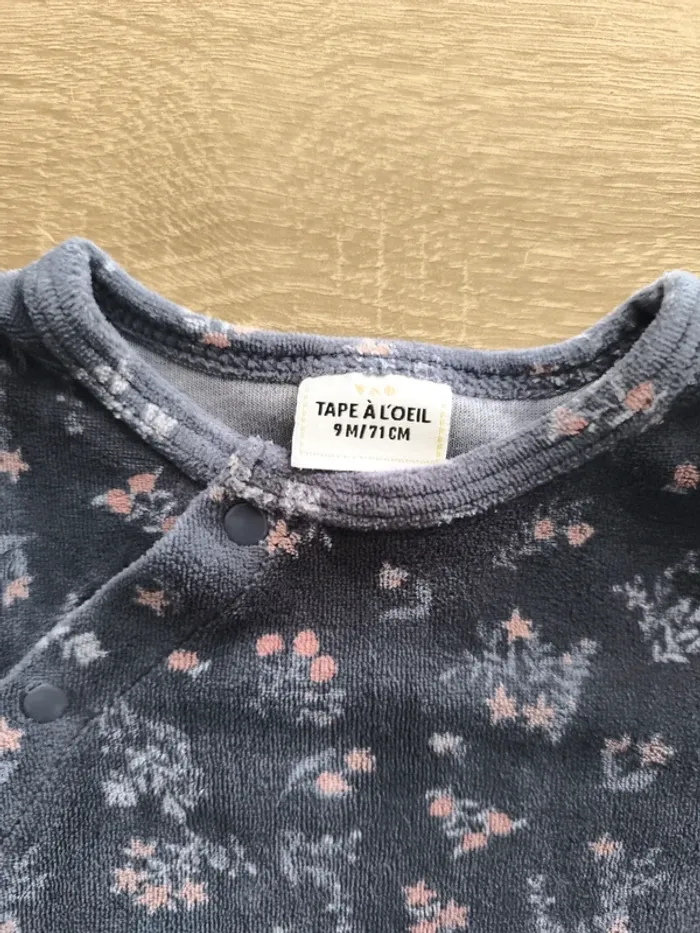 TAPE À L'OEIL
9 M/71 CM